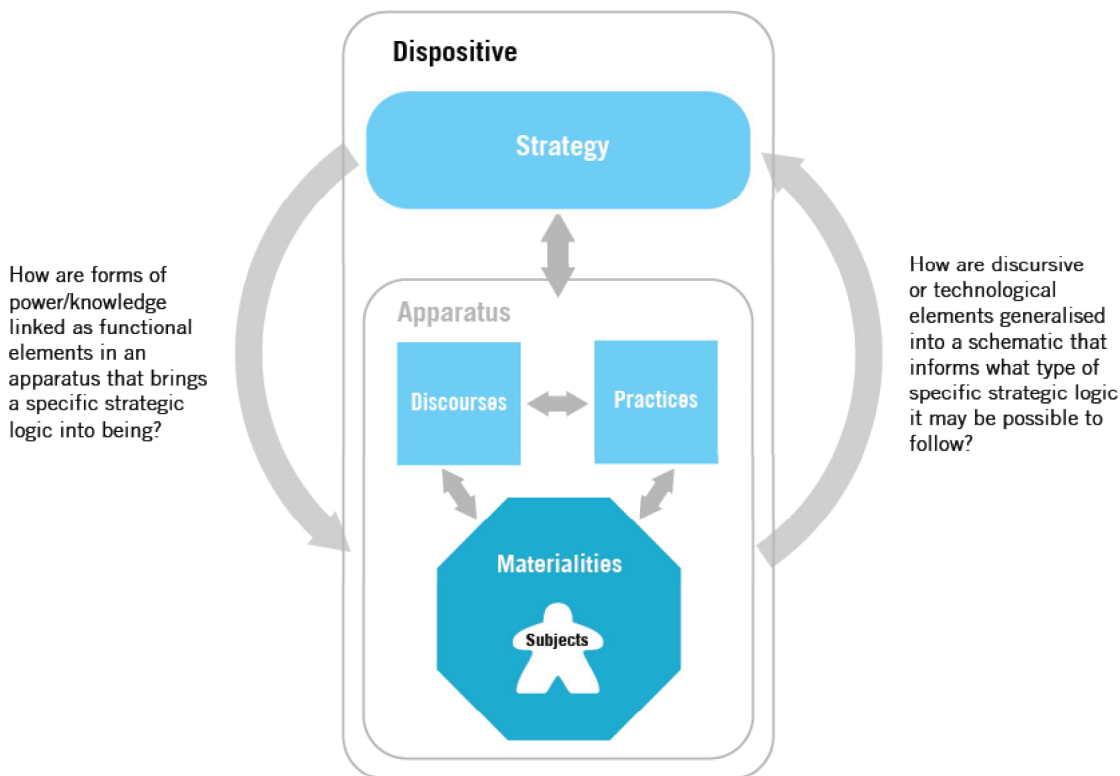 Dispositive
Strategy
How are forms of
power/knowledge
linked as functional
elements in an
apparatus that brings
a specific strategic
logic into being?
Apparatus
Discourses
Practices
Materialities
Subjects
How are discursive
or technological
elements generalised
into a schematic that
informs what type of
specific strategic logic
it may be possible to
follow?